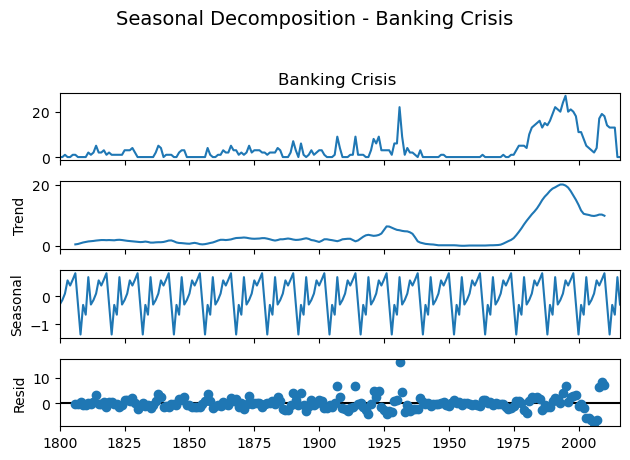 Seasonal Decomposition - Banking Crisis
Banking Crisis
20
0
Trend
20
0
Seasonal
0
−1
Resid
10
0
1800 1825 1850 1875 1900 1925 1950 1975 2000